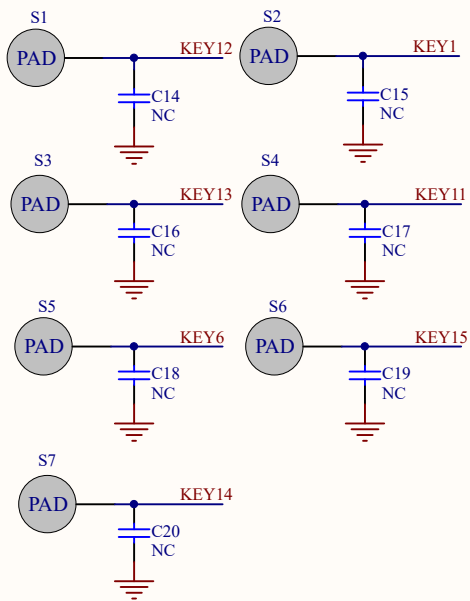 S1
KEY12
PAD
C14
NC
S2
KEY1
PAD
C15
NC
S3
KEY13
PAD
C16
NC
S4
KEY11
PAD
C17
NC
S5
KEY6
PAD
C18
NC
S6
KEY15
PAD
C19
NC
S7
KEY14
PAD
C20
NC